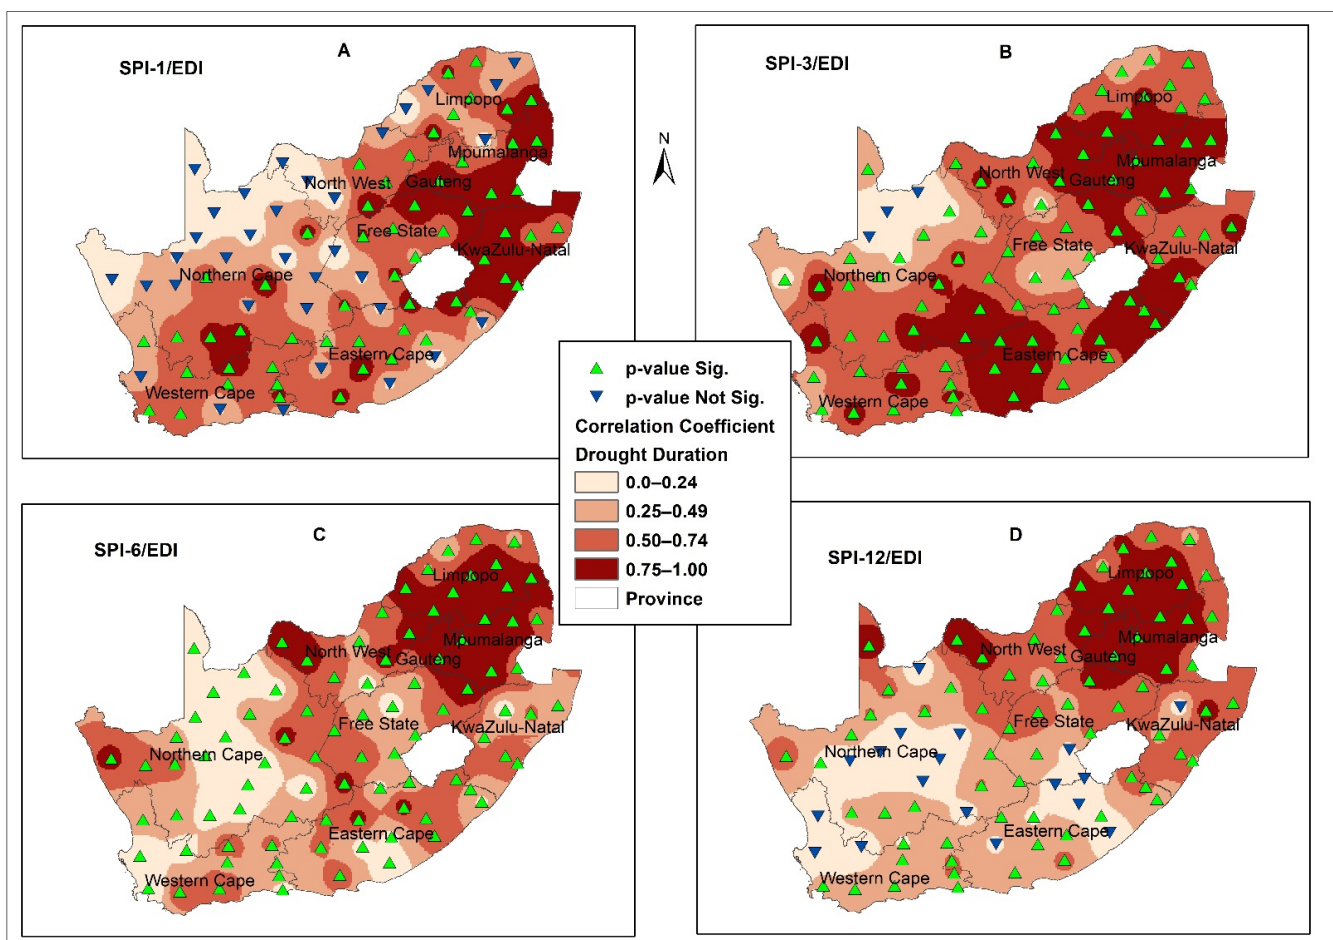 A
SPI-1/EDI
Limpopo
Mpumalanga
North West
Gauteng
Free State
KwaZulu-Natal
Northern Cape
Eastern Cape
Western Cape
N
B
SPI-3/EDI
Limpopo
Mpumalanga
North West
Gauteng
Free State
KwaZulu-Natal
Northern Cape
Eastern Cape
Western Cape
p-value Sig.
p-value Not Sig.
Correlation Coefficient
Drought Duration
0.0–0.24
0.25–0.49
0.50–0.74
0.75–1.00
Province
C
SPI-6/EDI
Limpopo
Mpumalanga
North West
Gauteng
Free State
KwaZulu-Natal
Northern Cape
Eastern Cape
Western Cape
D
SPI-12/EDI
Limpopo
Mpumalanga
North West
Gauteng
Free State
KwaZulu-Natal
Northern Cape
Eastern Cape
Western Cape